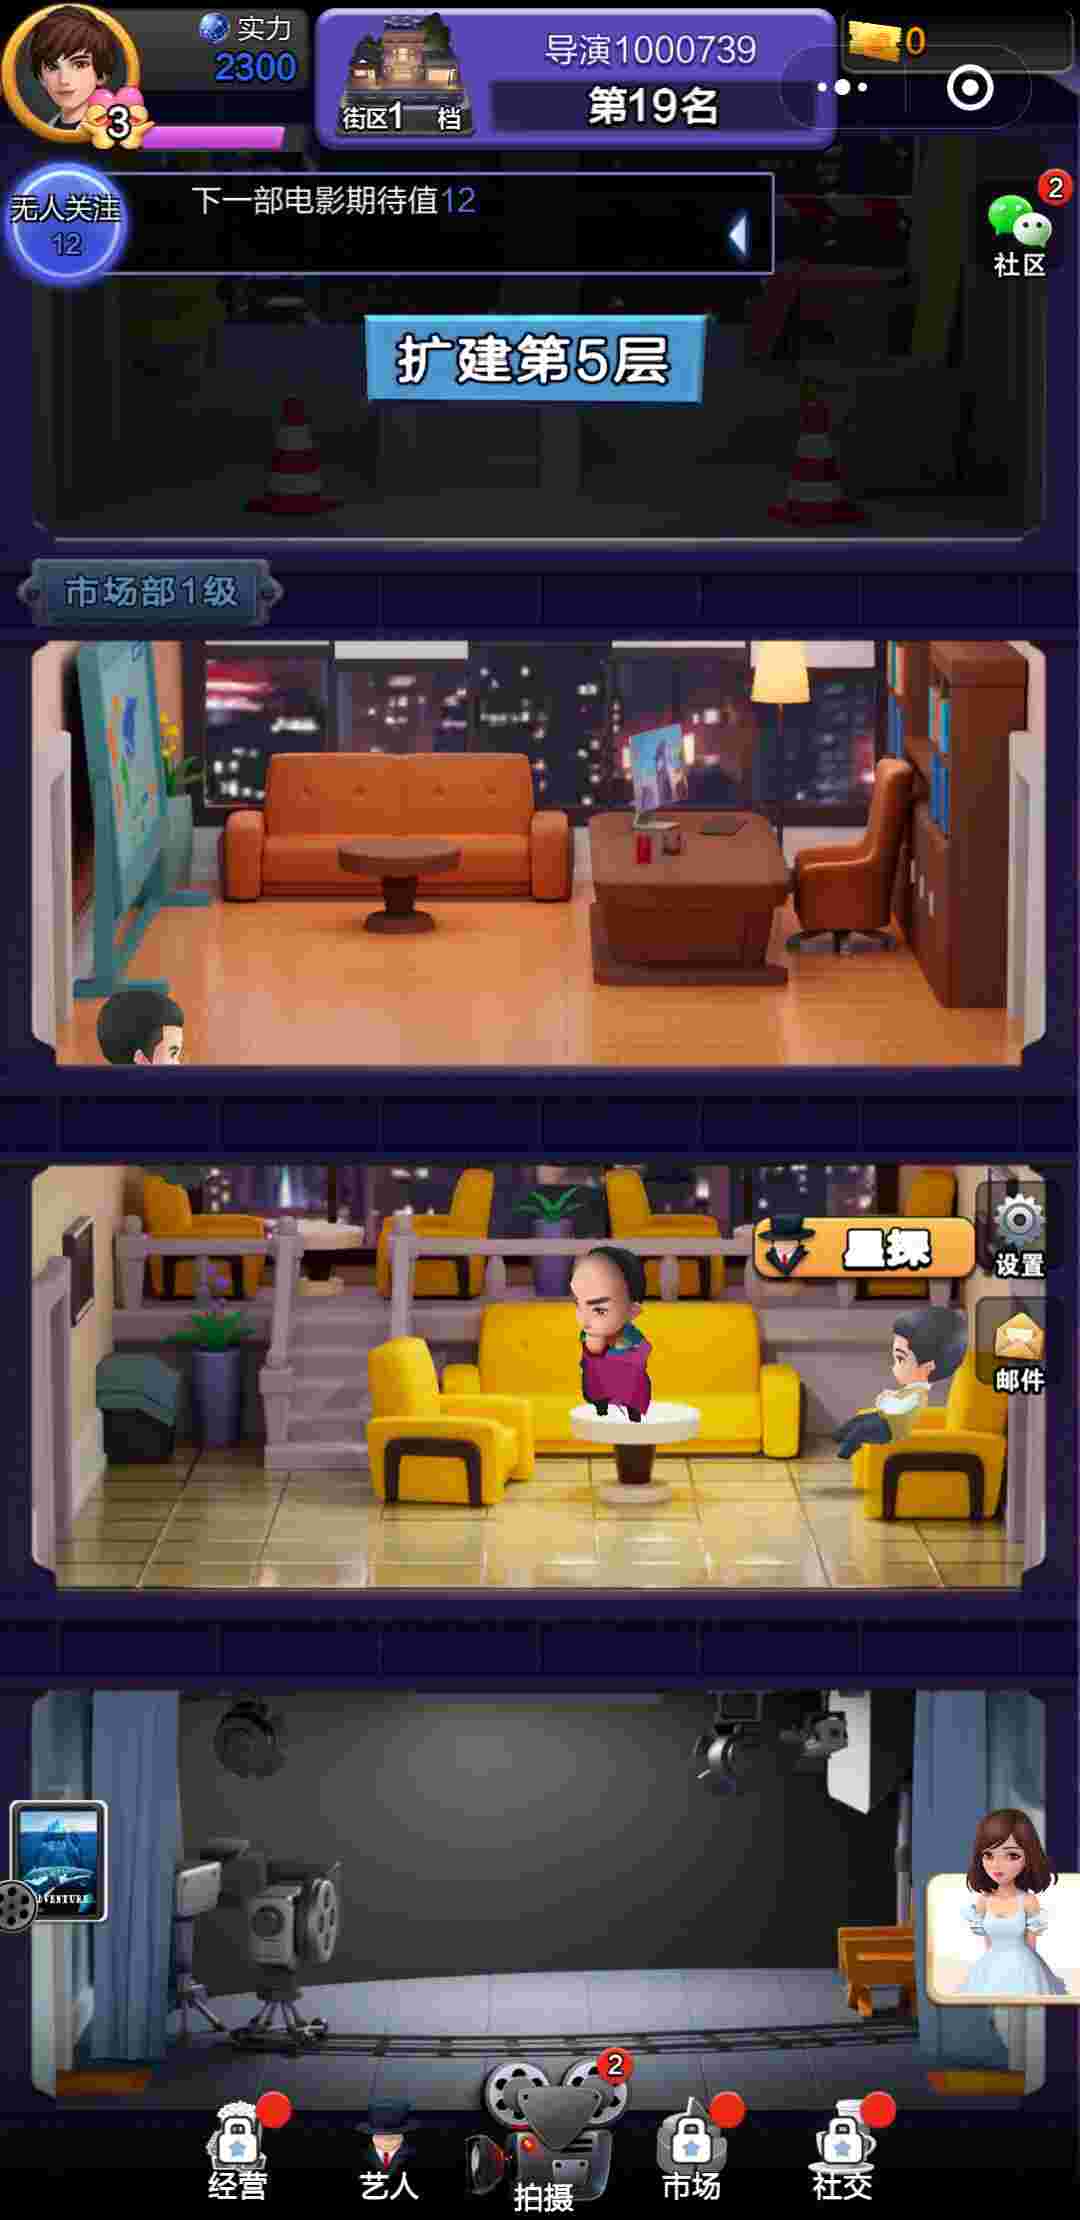 实力
2300
3
街区1 档
导演1000739
第19名
0
无人关注
12
下一部电影期待值12
2
社区
扩建第5层
市场部1级
星探
设置
邮件
2
经营
艺人
拍摄
市场
社交